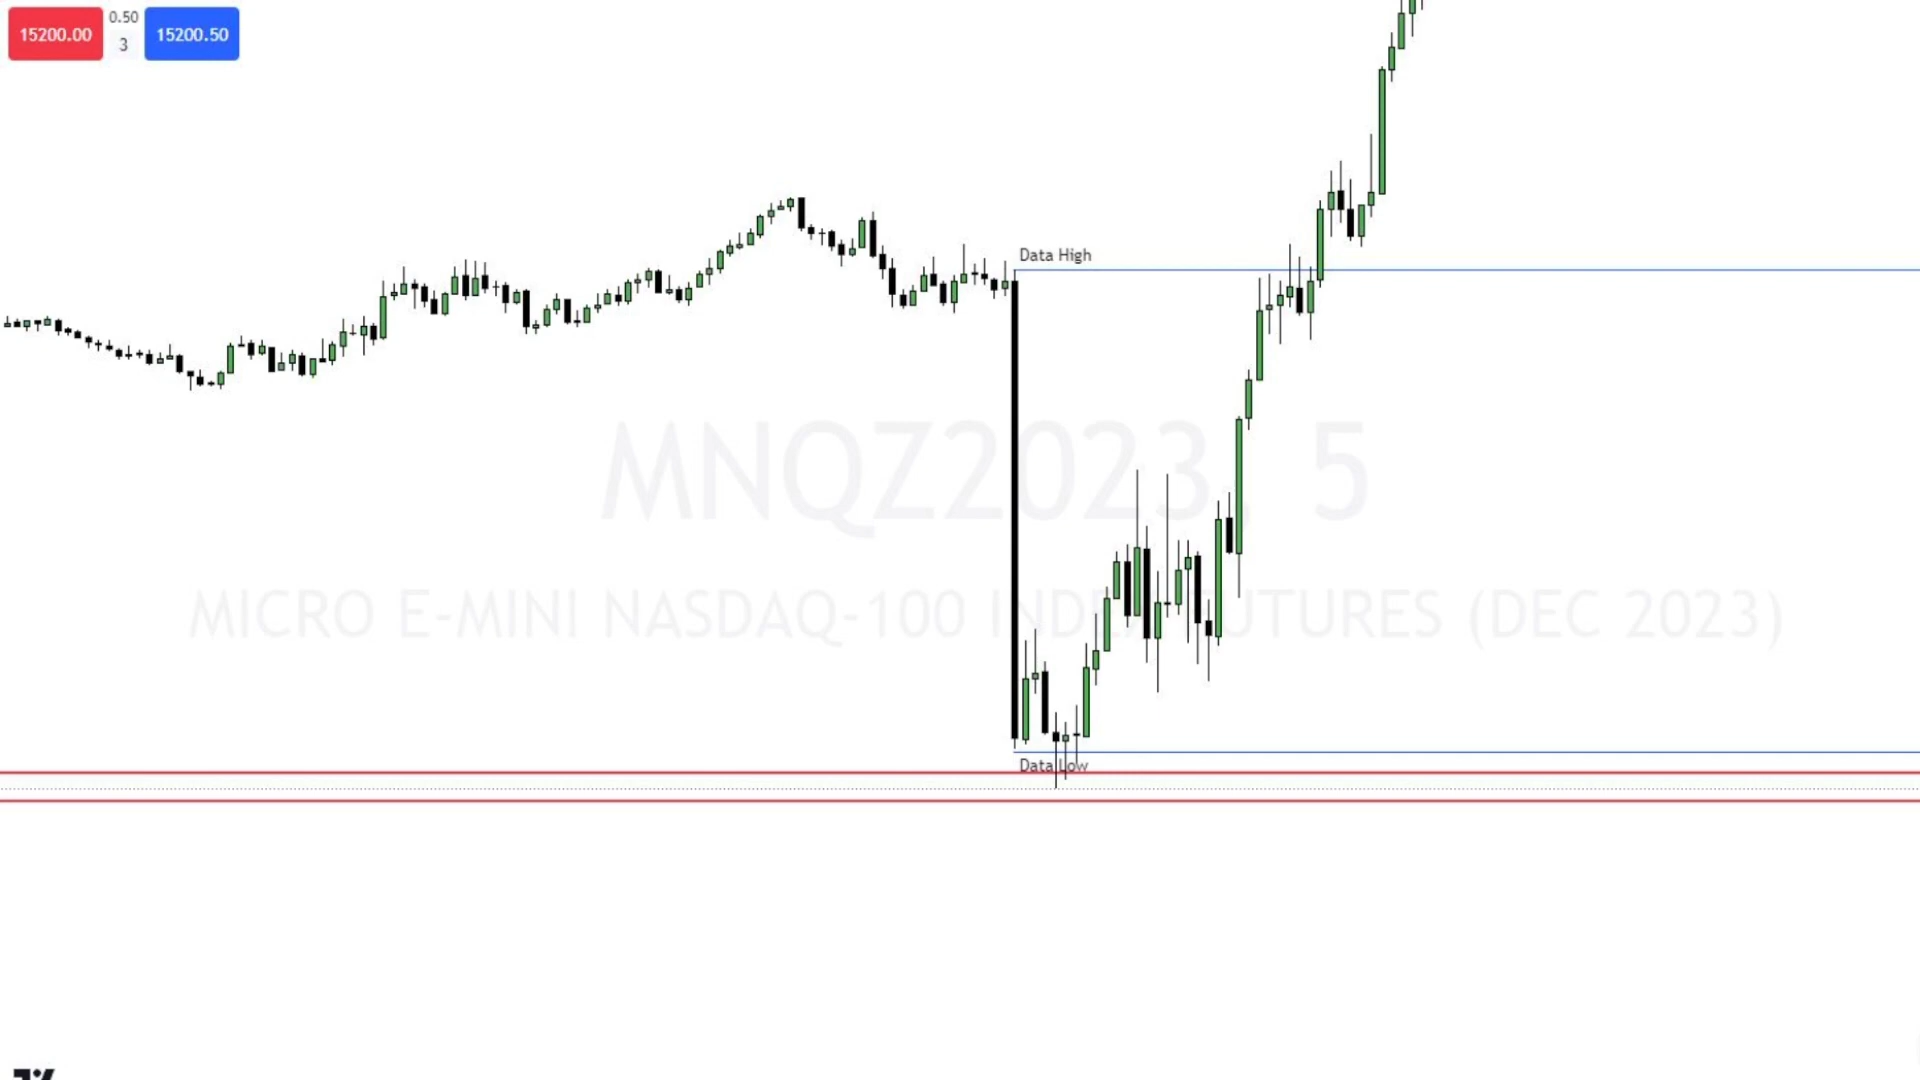 15200.00
0.50
3
15200.50
Data High
MNQZ2023, 5
MICRO E-MINI NASDAQ-100 INDEX FUTURES (DEC 2023)
Data Low